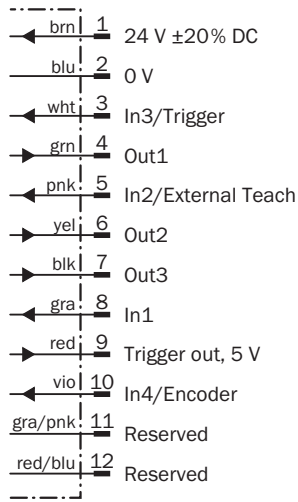 brn 1 24 V ±20% DC
blu 2 0 V
wht 3 In3/Trigger
grn 4 Out1
pnk 5 In2/External Teach
yel 6 Out2
blk 7 Out3
gra 8 In1
red 9 Trigger out, 5 V
vio 10 In4/Encoder
gra/pnk 11 Reserved
red/blu 12 Reserved